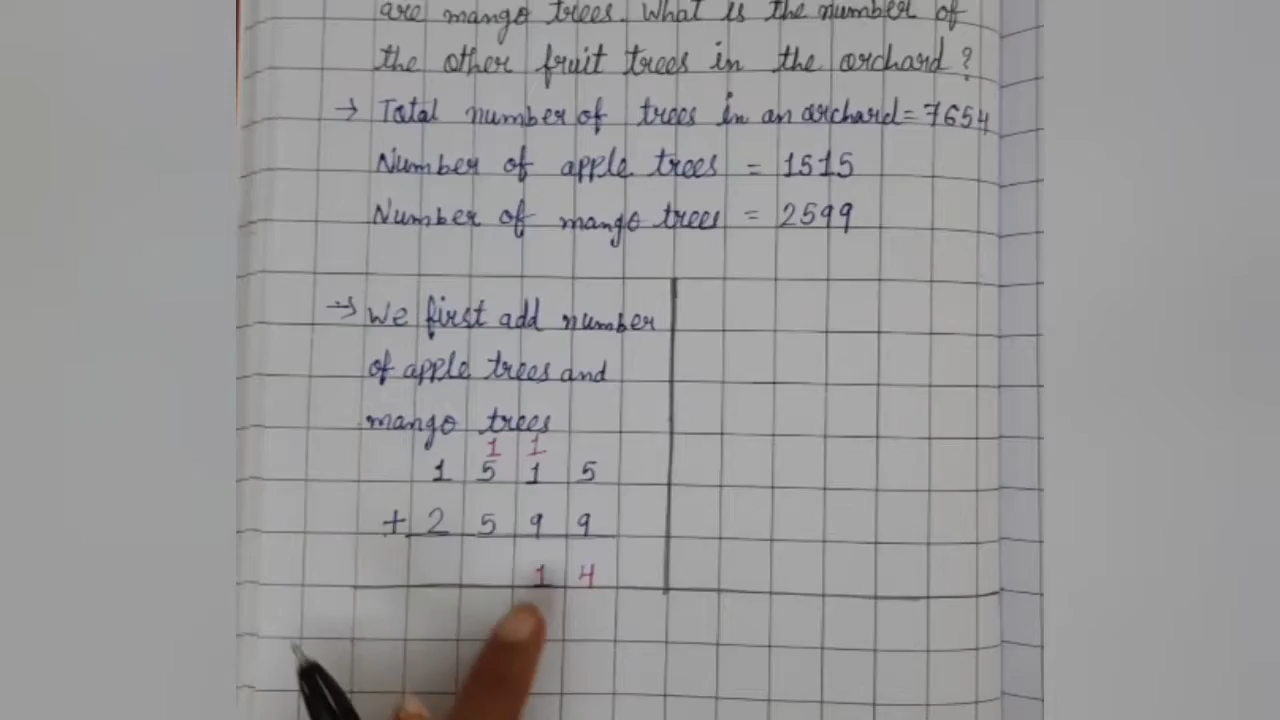 are mango trees. What is the number of
the other fruit trees in the orchard?
→ Total number of trees in an archard = 7654
Number of apple trees = 1515
Number of mango trees = 2599
→ We first add number
of apple trees and
mango trees
1 1
1 5 1 5
+ 2 5 9 9
1 4